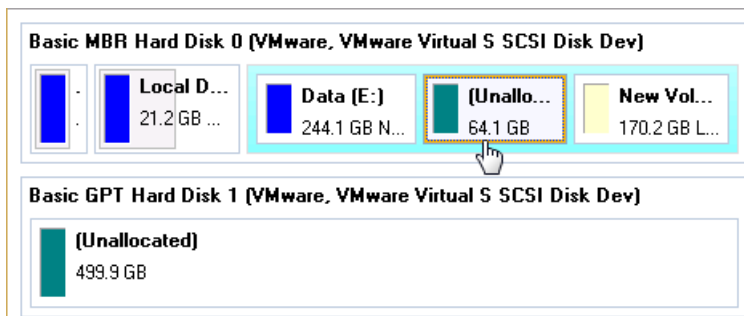 Basic MBR Hard Disk 0 (VMware, VMware Virtual S SCSI Disk Dev)
.
.
Local D...
21.2 GB ...
Data (E:)
244.1 GB N...
(Unallo...
64.1 GB
New Vol...
170.2 GB L...
Basic GPT Hard Disk 1 (VMware, VMware Virtual S SCSI Disk Dev)
(Unallocated)
499.9 GB